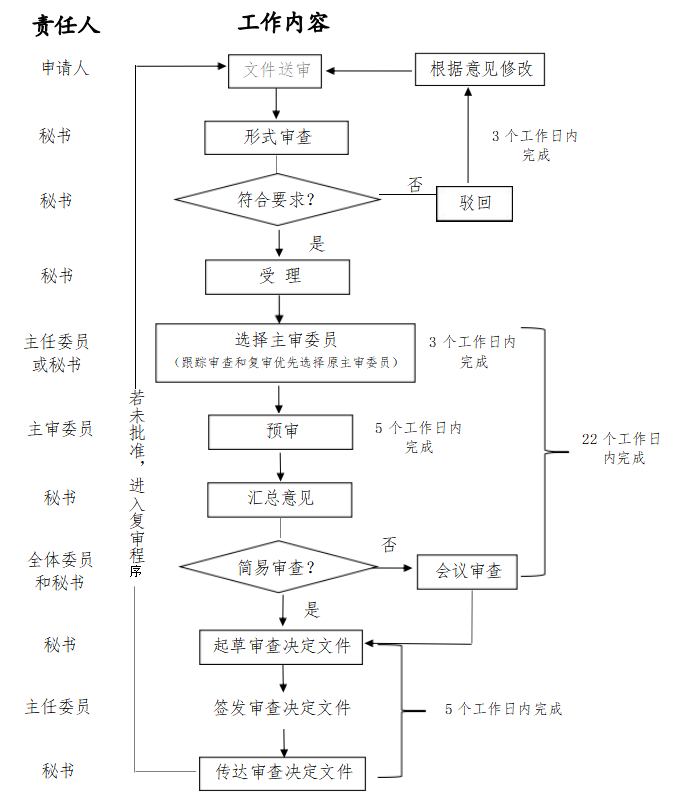 责任人 工作内容
申请人 文件送审 根据意见修改
秘书 形式审查 3 个工作日内
完成
秘书 符合要求? 否 驳回
是
秘书 受 理
主任委员
或秘书
选择主审委员
(跟踪审查和复审优先选择原主审委员)
3 个工作日内
完成
主审委员 预审 5 个工作日内
完成
22 个工作日
内完成
若未批准，进入复审程序
秘书 汇总意见
全体委员
和秘书
简易审查? 否 会议审查
是
秘书 起草审查决定文件
主任委员 签发审查决定文件 5 个工作日内完成
秘书 传达审查决定文件